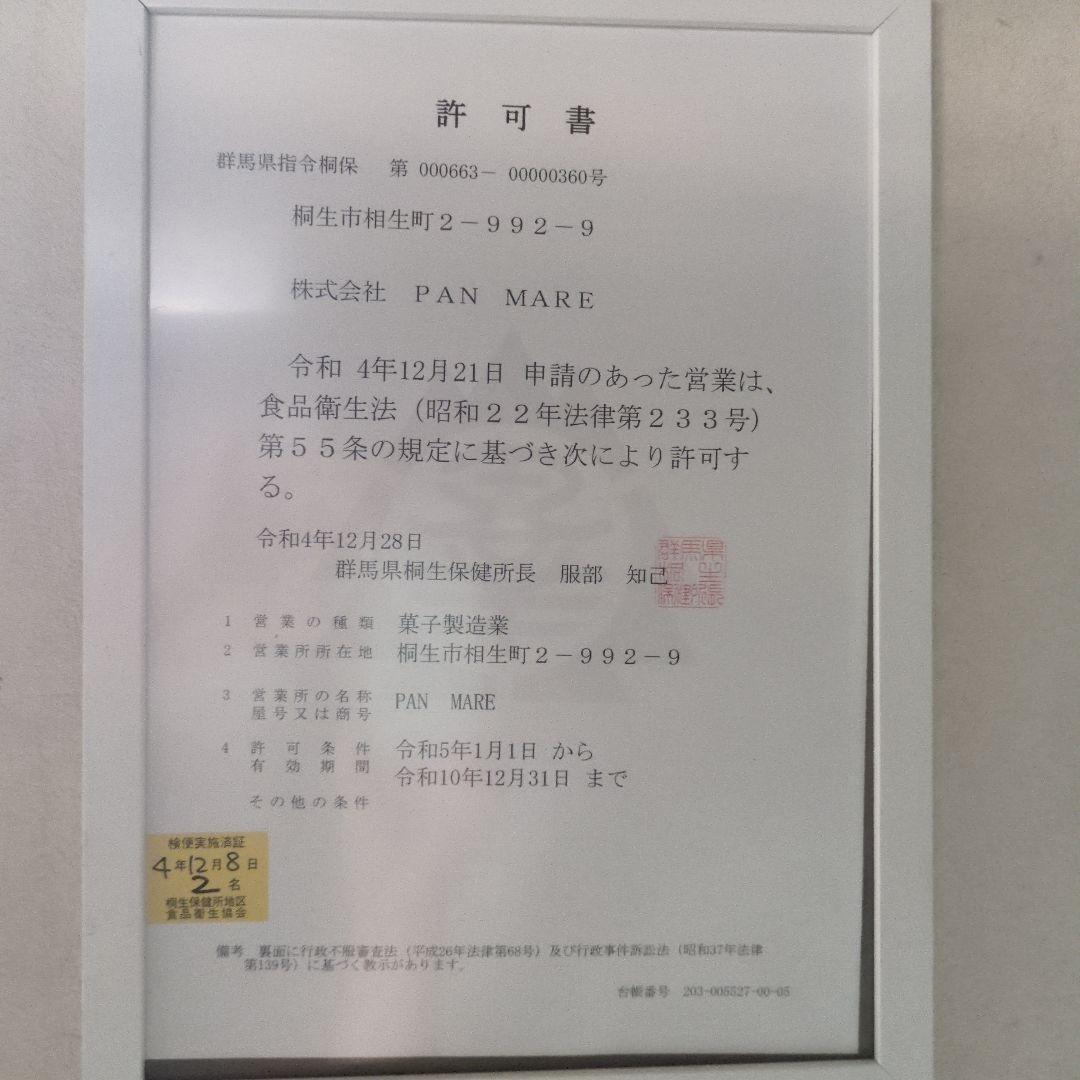 許可書
群馬県指令桐保 第 000663－ 00000360号
桐生市相生町２－９９２－９
株式会社 ＰＡＮ ＭＡＲＥ
令和 4年12月21日 申請のあった営業は、
食品衛生法（昭和２２年法律第２３３号）
第５５条の規定に基づき次により許可す
る。
令和4年12月28日
群馬県桐生保健所長 服部 知己
1 営業の種類 菓子製造業
2 営業所所在地 桐生市相生町２－９９２－９
3 営業所の名称 PAN MARE
屋号又は商号
4 許可条件 令和5年1月1日 から
有効期間 令和10年12月31日 まで
その他の条件
検便実施済証
4年12月8日
2名
桐生保健所地区
食品衛生協会
備考 裏面に行政不服審査法（平成26年法律第68号）及び行政事件訴訟法（昭和37年法律
第139号）に基づく教示があります。
台帳番号 203-005527-00-05